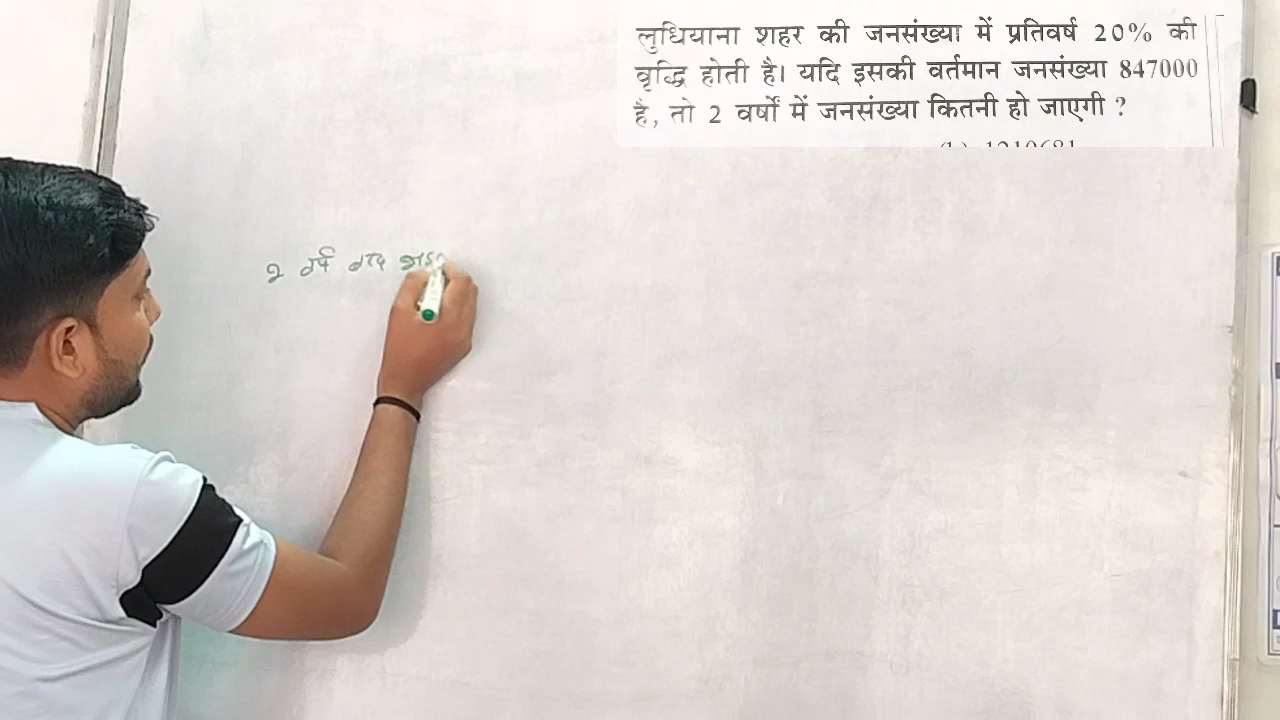 लुधियाना शहर की जनसंख्या में प्रतिवर्ष 20% की
वृद्धि होती है। यदि इसकी वर्तमान जनसंख्या 847000
है, तो 2 वर्षों में जनसंख्या कितनी हो जाएगी ?
2 वर्ष बाद